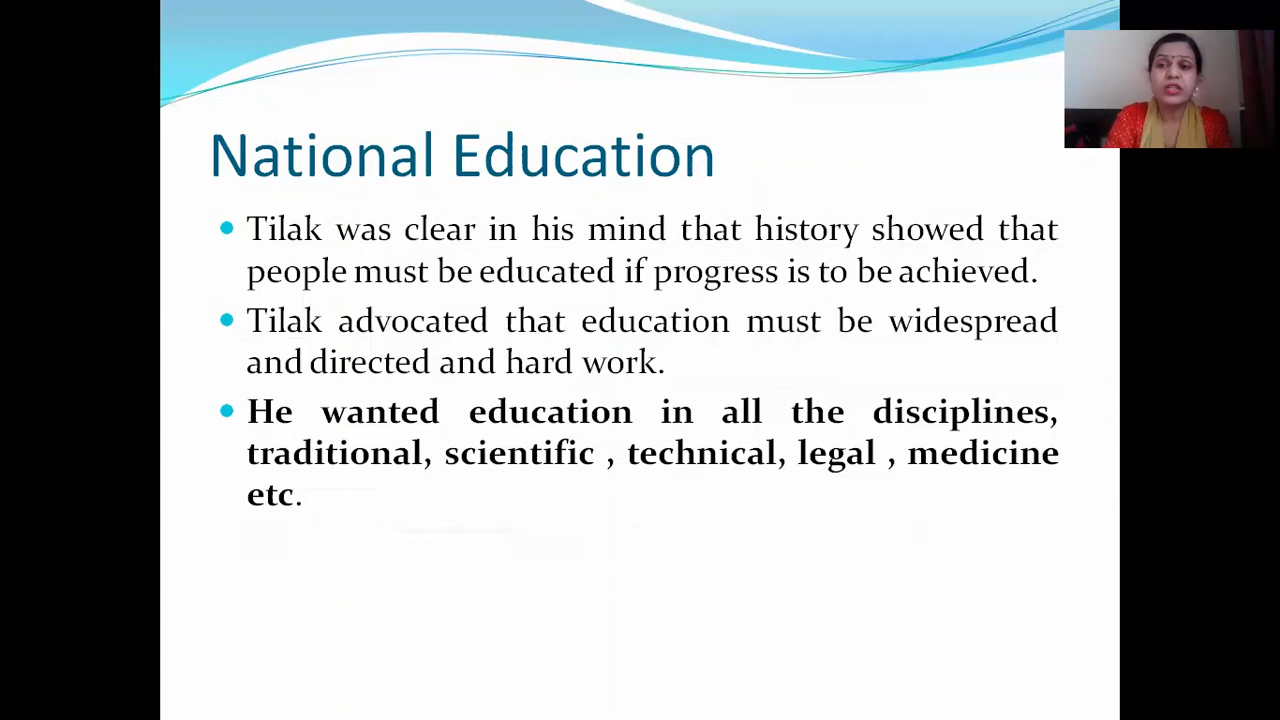 National Education
Tilak was clear in his mind that history showed that
people must be educated if progress is to be achieved.
Tilak advocated that education must be widespread
and directed and hard work.
He wanted education in all the disciplines,
traditional, scientific , technical, legal , medicine
etc.